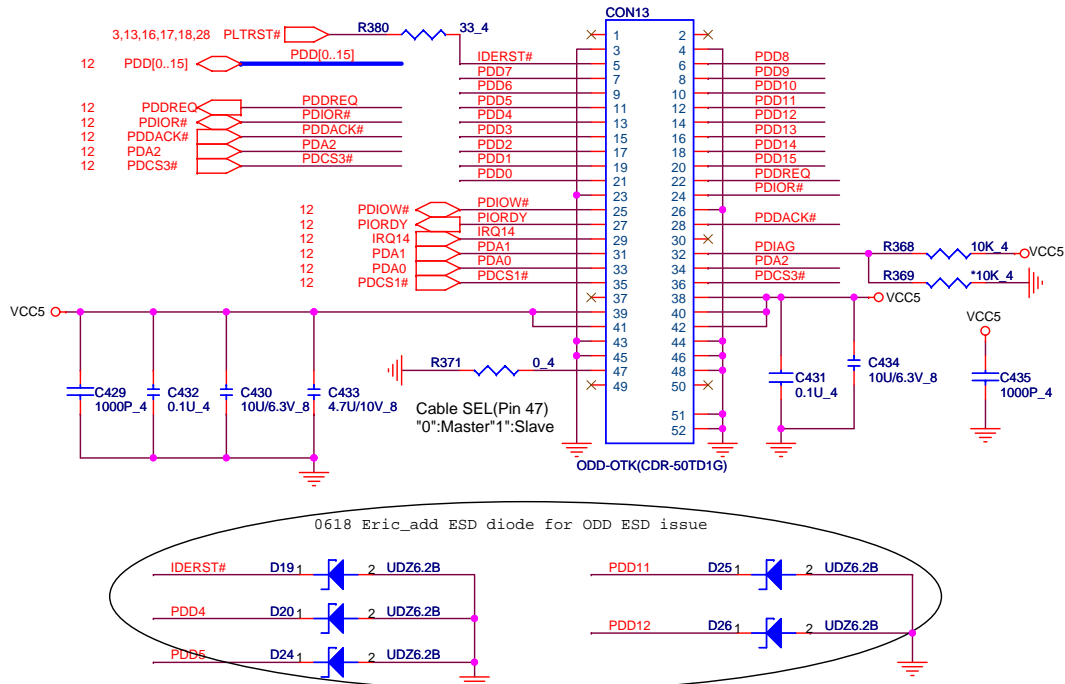 CON13
3,13,16,17,18,28 PLTRST# R380 33_4
12 PDD[0..15] PDD[0..15]
12 PDDREQ PDDREQ
12 PDIOR# PDIOR#
12 PDDACK# PDDACK#
12 PDA2 PDA2
12 PDCS3# PDCS3#
1 2
3 4
IDERST# 5 6 PDD8
PDD7 7 8 PDD9
PDD6 9 10 PDD10
PDD5 11 12 PDD11
PDD4 13 14 PDD12
PDD3 15 16 PDD13
PDD2 17 18 PDD14
PDD1 19 20 PDD15
PDD0 21 22 PDDREQ
23 24 PDIOR#
12 PDIOW# PDIOW# 25 26
12 PIORDY PIORDY 27 28 PDDACK#
12 IRQ14 IRQ14 29 30
12 PDA1 PDA1 31 32 PDIAG R368 10K_4 VCC5
12 PDA0 PDA0 33 34 PDA2
12 PDCS1# PDCS1# 35 36 PDCS3# R369 *10K_4
37 38 VCC5
VCC5 39 40
41 42
43 44
45 46
R371 0_4 47 48
49 50
51
52
VCC5
C429
1000P_4
C432
0.1U_4
C430
10U/6.3V_8
C433
4.7U/10V_8
Cable SEL(Pin 47)
"0":Master"1":Slave
C431
0.1U_4
C434
10U/6.3V_8
C435
1000P_4
ODD-OTK(CDR-50TD1G)
0618 Eric_add ESD diode for ODD ESD issue
IDERST# D19 1 2 UDZ6.2B
PDD4 D20 1 2 UDZ6.2B
PDD5 D24 1 2 UDZ6.2B
PDD11 D25 1 2 UDZ6.2B
PDD12 D26 1 2 UDZ6.2B